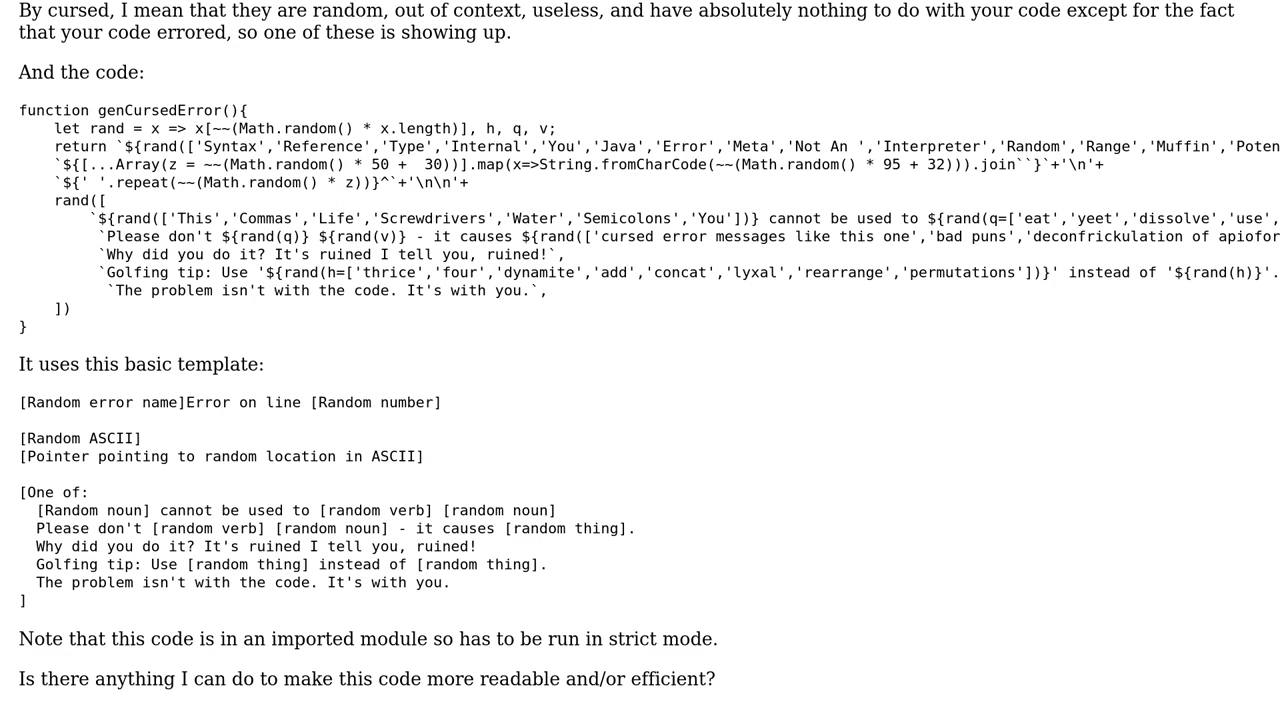 By cursed, I mean that they are random, out of context, useless, and have absolutely nothing to do with your code except for the fact
that your code errored, so one of these is showing up.
And the code:
function genCursedError(){
    let rand = x => x[~~(Math.random() * x.length)], h, q, v;
    return `${rand(['Syntax','Reference','Type','Internal','You','Java','Error','Meta','Not An ','Interpreter','Random','Range','Muffin','Poten
    `${[...Array(z = ~~(Math.random() * 50 +  30))].map(x=>String.fromCharCode(~~(Math.random() * 95 + 32))).join``}`+'\n'+
    `${' '.repeat(~~(Math.random() * z))}^`+'\n\n'+
    rand([
        `${rand(['This','Commas','Life','Screwdrivers','Water','Semicolons','You'])} cannot be used to ${rand(q=['eat','yeet','dissolve','use',
         `Please don't ${rand(q)} ${rand(v)} - it causes ${rand(['cursed error messages like this one','bad puns','deconfrickulation of apiofor
         `Why did you do it? It's ruined I tell you, ruined!`,
         `Golfing tip: Use '${rand(h=['thrice','four','dynamite','add','concat','lyxal','rearrange','permutations'])}' instead of '${rand(h)}'.
          `The problem isn't with the code. It's with you.`,
    ])
}
It uses this basic template:
[Random error name]Error on line [Random number]
[Random ASCII]
[Pointer pointing to random location in ASCII]
[One of:
  [Random noun] cannot be used to [random verb] [random noun]
  Please don't [random verb] [random noun] - it causes [random thing].
  Why did you do it? It's ruined I tell you, ruined!
  Golfing tip: Use [random thing] instead of [random thing].
  The problem isn't with the code. It's with you.
]
Note that this code is in an imported module so has to be run in strict mode.
Is there anything I can do to make this code more readable and/or efficient?